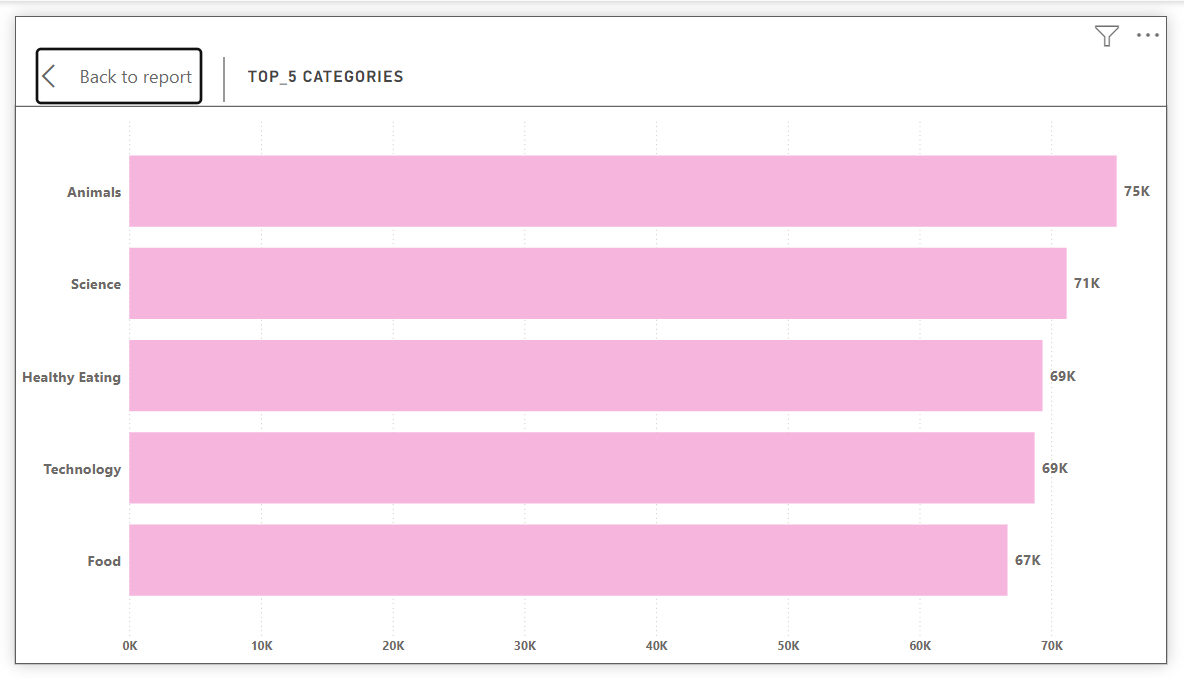 Back to report
TOP_5 CATEGORIES
Animals 75K
Science 71K
Healthy Eating 69K
Technology 69K
Food 67K
0K 10K 20K 30K 40K 50K 60K 70K